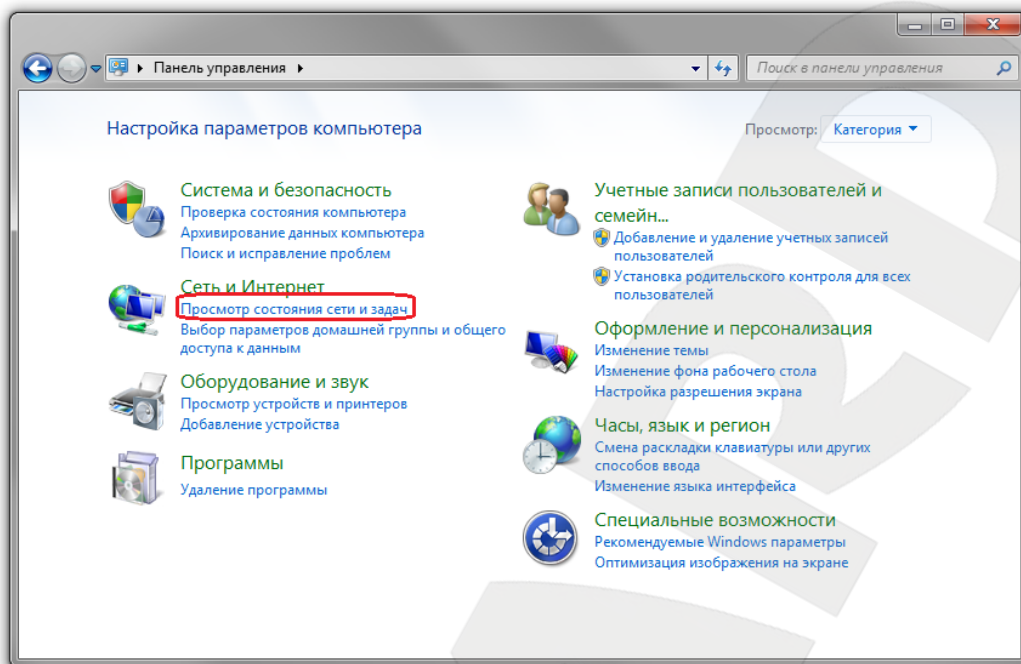 Панель управления
Поиск в панели управления
Настройка параметров компьютера
Просмотр: Категория
Система и безопасность
Проверка состояния компьютера
Архивирование данных компьютера
Поиск и исправление проблем
Сеть и Интернет
Просмотр состояния сети и задач
Выбор параметров домашней группы и общего
доступа к данным
Оборудование и звук
Просмотр устройств и принтеров
Добавление устройства
Программы
Удаление программы
Учетные записи пользователей и
семейн...
Добавление и удаление учетных записей
пользователей
Установка родительского контроля для всех
пользователей
Оформление и персонализация
Изменение темы
Изменение фона рабочего стола
Настройка разрешения экрана
Часы, язык и регион
Смена раскладки клавиатуры или других
способов ввода
Изменение языка интерфейса
Специальные возможности
Рекомендуемые Windows параметры
Оптимизация изображения на экране